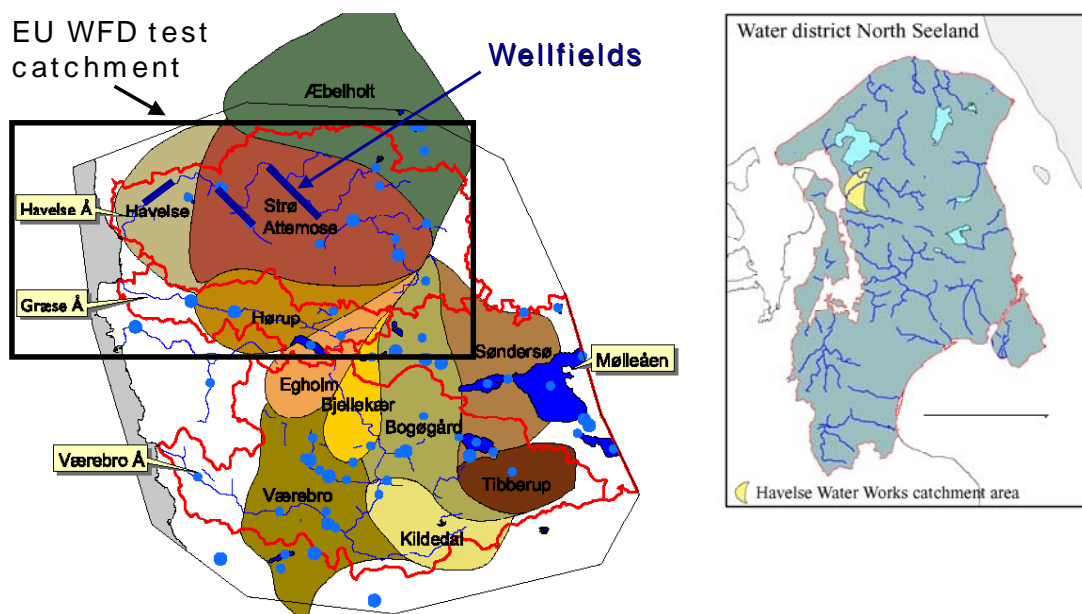 EU WFD test
catchment
Wellfields
Æbelholt
Havelse Å
Havelse
Strø
Attemose
Græse Å
Hørup
Søndersø
Mølleåen
Egholm
Bjellekær
Bogøgård
Værebro Å
Værebro
Tibberup
Kildedal
Water district North Seeland
Havelse Water Works catchment area